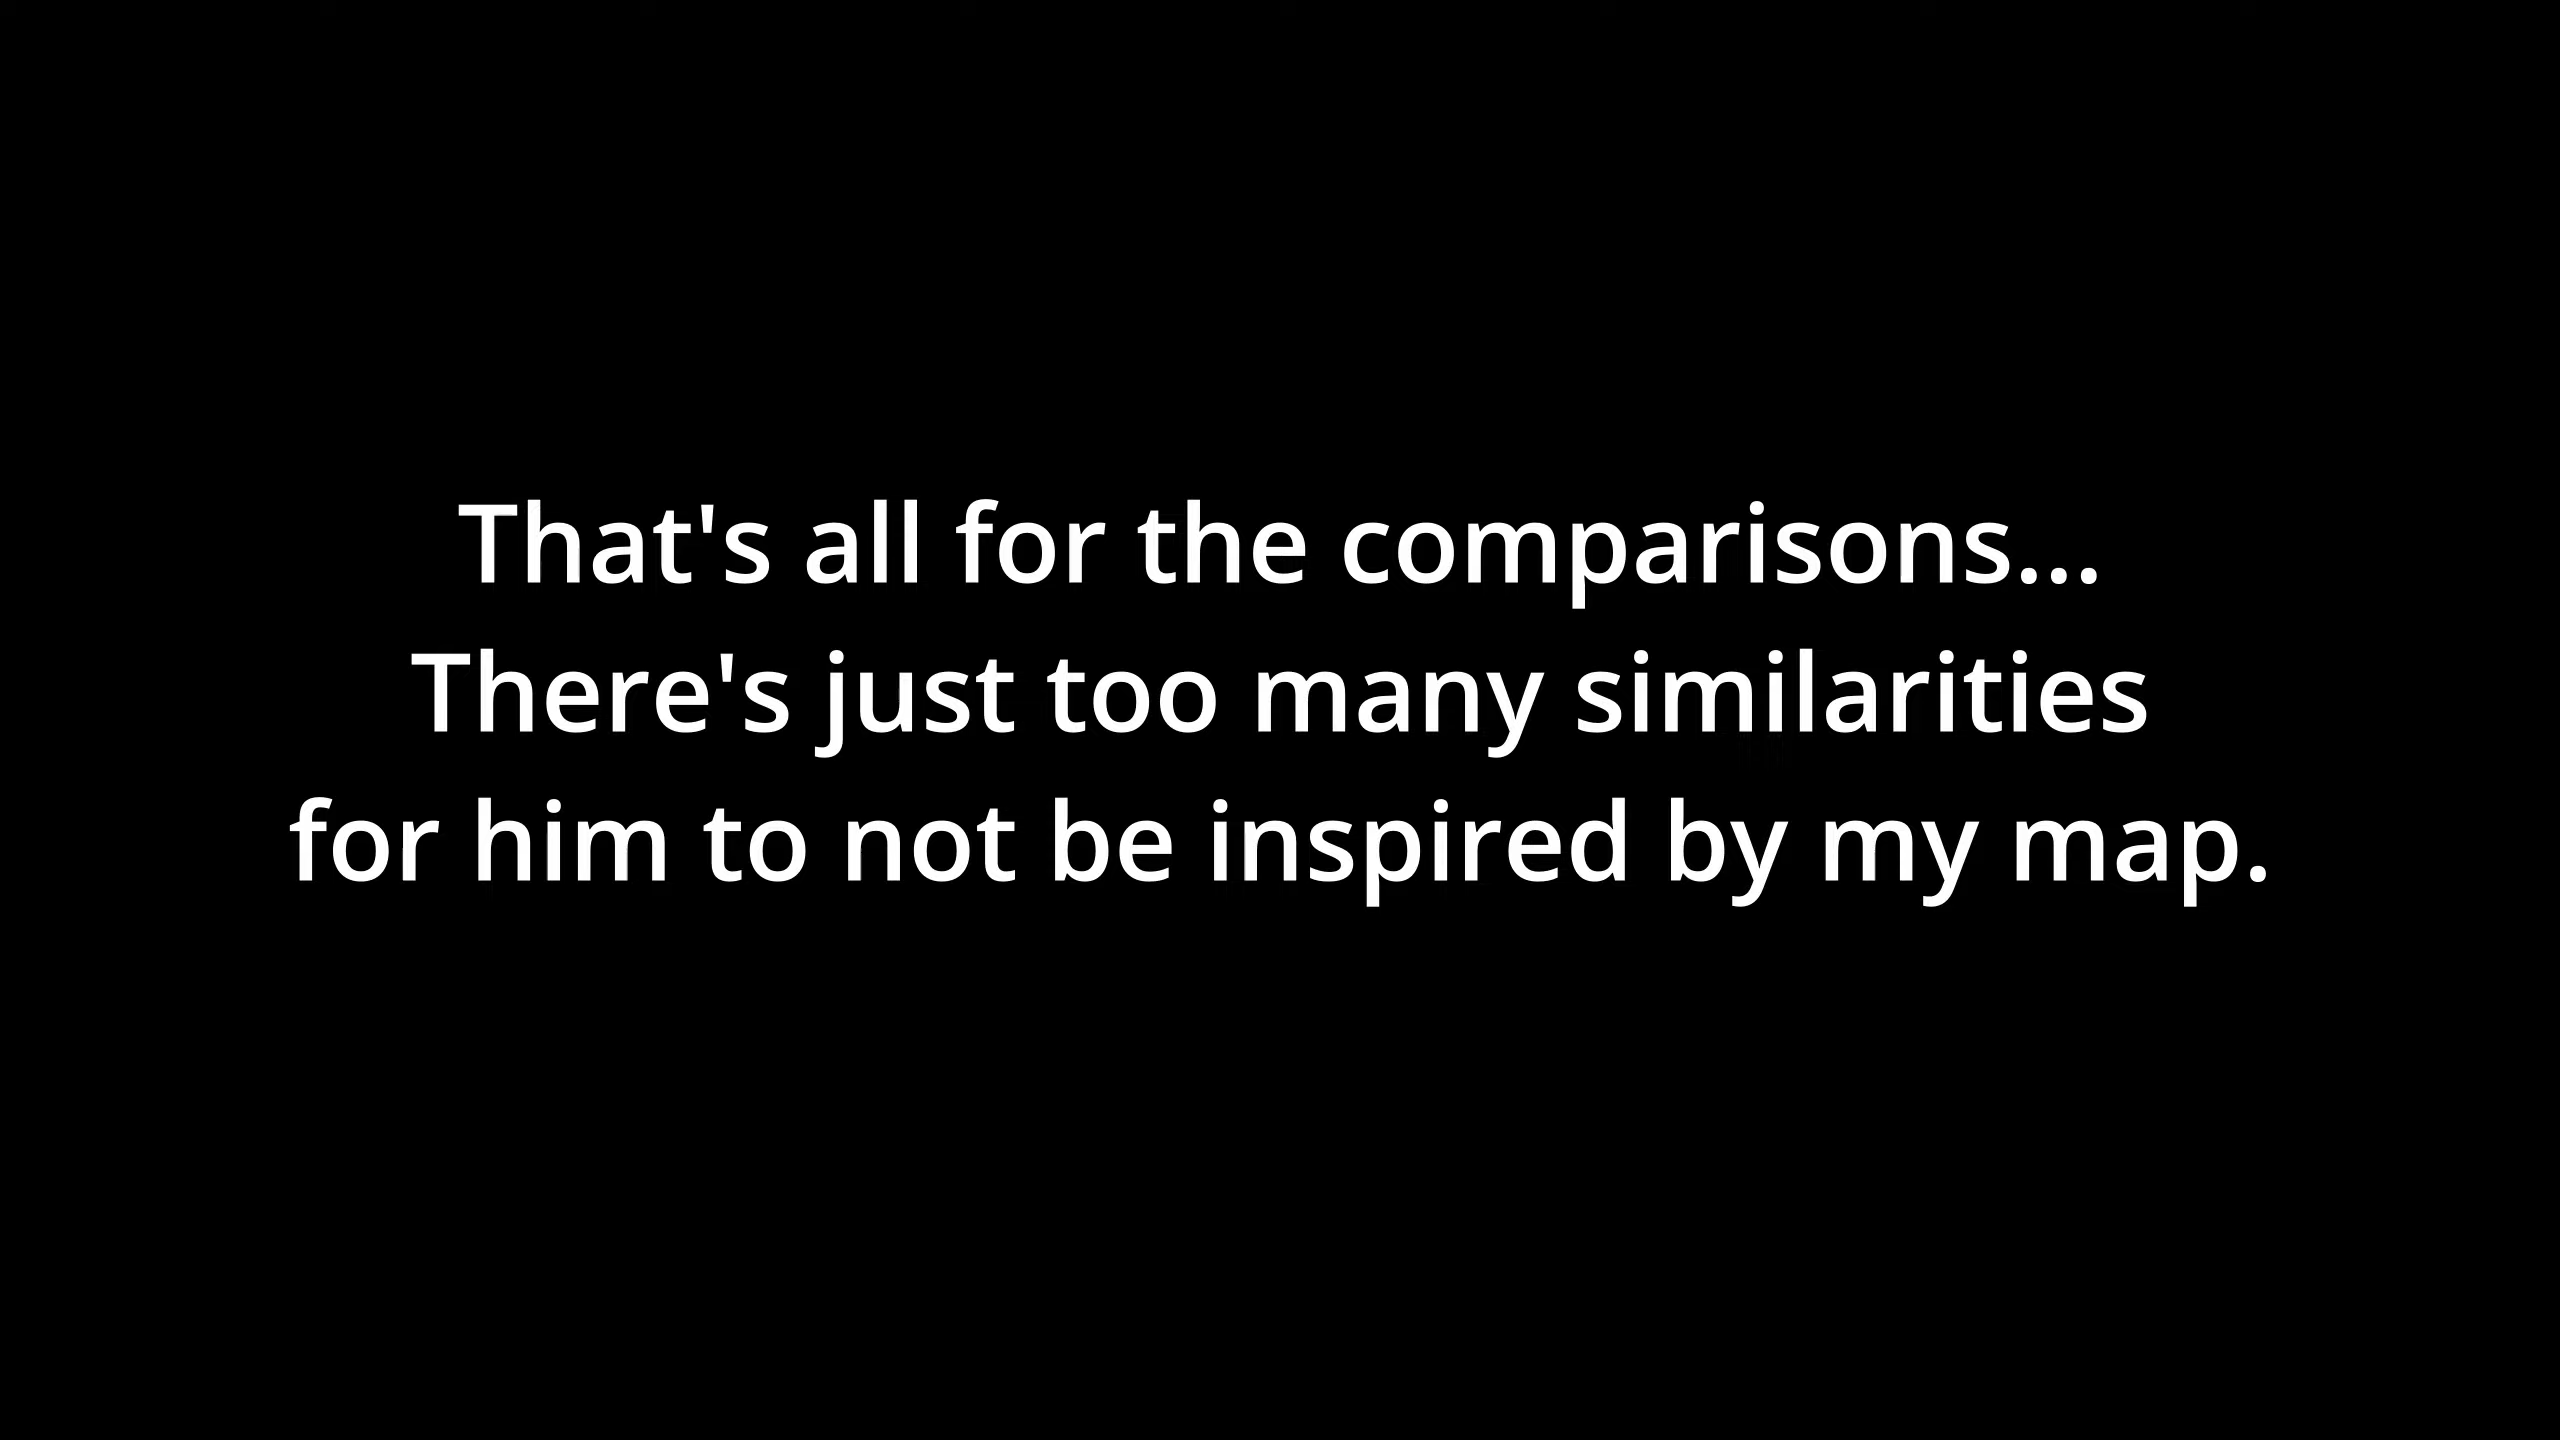 That's all for the comparisons...
There's just too many similarities
for him to not be inspired by my map.